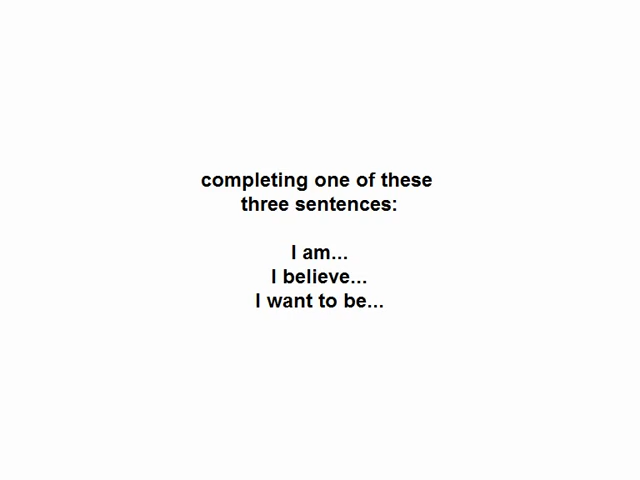 completing one of these
three sentences:
I am...
I believe...
I want to be...